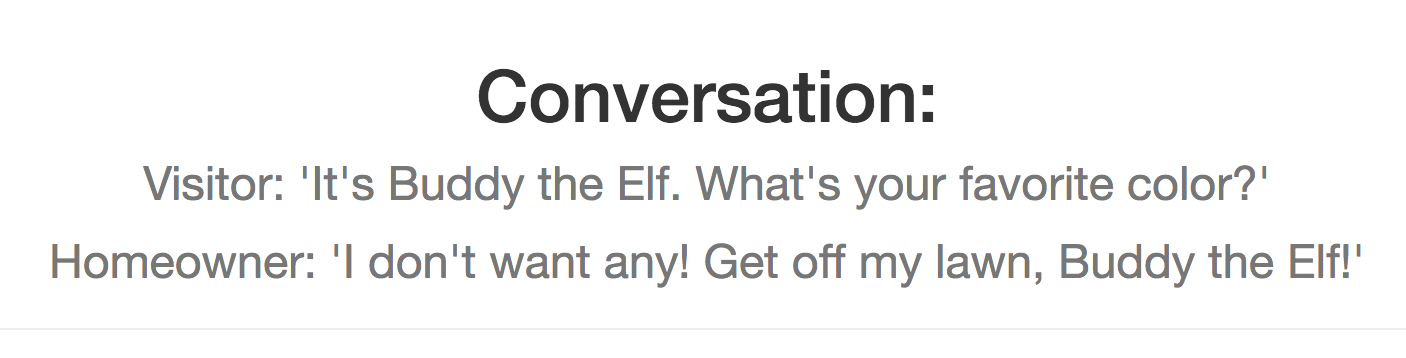 Conversation:
Visitor: 'It's Buddy the Elf. What's your favorite color?'
Homeowner: 'I don't want any! Get off my lawn, Buddy the Elf!'